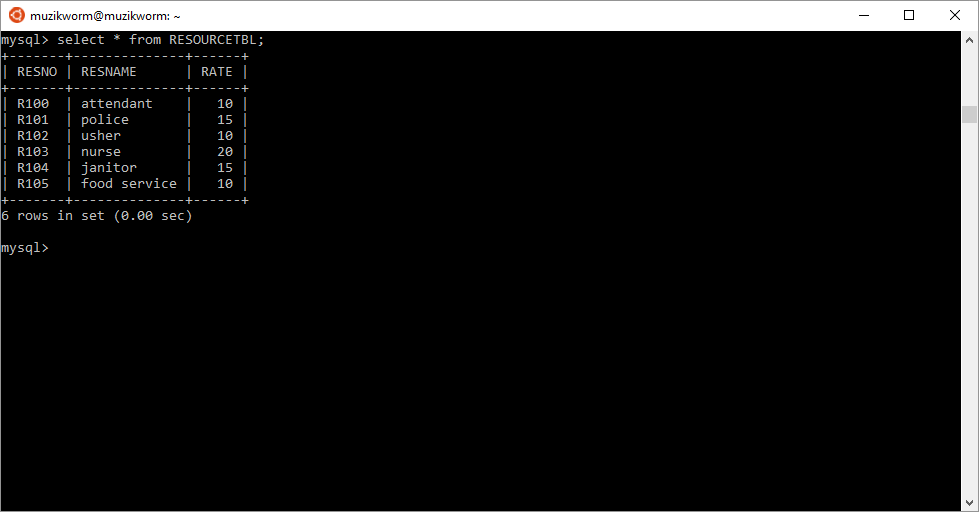 muzikworm@muzikworm: ~
mysql> select * from RESOURCETBL;
+-------+--------------+------+
| RESNO | RESNAME      | RATE |
+-------+--------------+------+
| R100  | attendant    |   10 |
| R101  | police       |   15 |
| R102  | usher        |   10 |
| R103  | nurse        |   20 |
| R104  | janitor      |   15 |
| R105  | food service |   10 |
+-------+--------------+------+
6 rows in set (0.00 sec)
mysql>